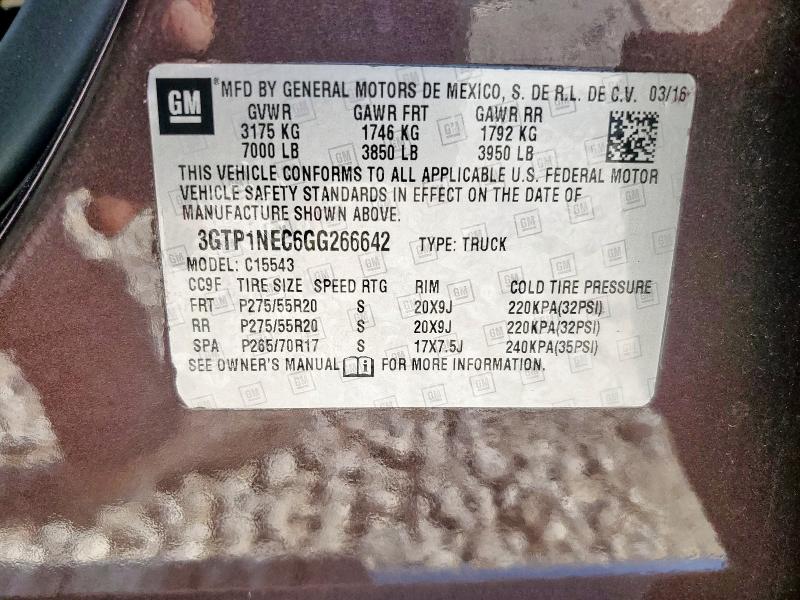 GM
® MFD BY GENERAL MOTORS DE MEXICO, S. DE R.L. DE C.V. 03/16
GVWR GAWR FRT GAWR RR
3175 KG 1746 KG 1792 KG
7000 LB 3850 LB 3950 LB
THIS VEHICLE CONFORMS TO ALL APPLICABLE U.S. FEDERAL MOTOR
VEHICLE SAFETY STANDARDS IN EFFECT ON THE DATE OF
MANUFACTURE SHOWN ABOVE.
3GTP1NEC6GG266642 TYPE: TRUCK
MODEL: C15543
CC9F TIRE SIZE SPEED RTG RIM COLD TIRE PRESSURE
FRT P275/55R20 S 20X9J 220KPA(32PSI)
RR P275/55R20 S 20X9J 220KPA(32PSI)
SPA P265/70R17 S 17X7.5J 240KPA(35PSI)
SEE OWNER'S MANUAL FOR MORE INFORMATION.